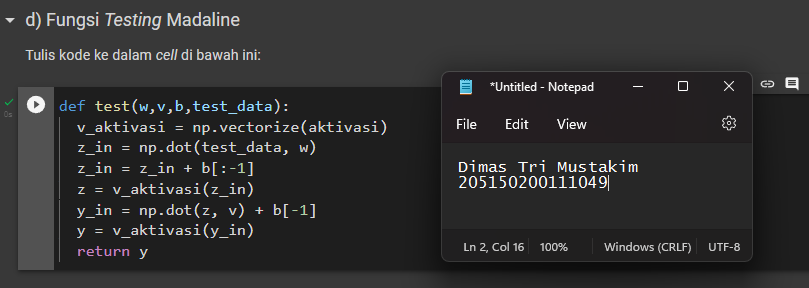 d) Fungsi Testing Madaline
Tulis kode ke dalam cell di bawah ini:
0s
def test(w,v,b,test_data):
v_aktivasi = np.vectorize(aktivasi)
z_in = np.dot(test_data, w)
z_in = z_in + b[:-1]
z = v_aktivasi(z_in)
y_in = np.dot(z, v) + b[-1]
y = v_aktivasi(y_in)
return y
*Untitled - Notepad
File Edit View
Dimas Tri Mustakim
205150200111049
Ln 2, Col 16 100% Windows (CRLF) UTF-8